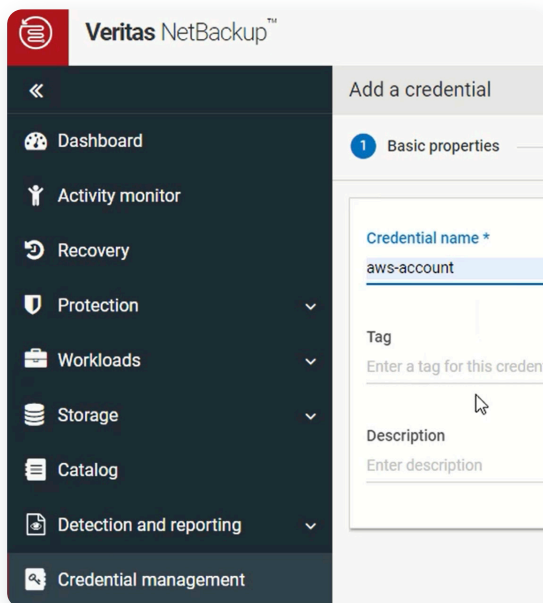 Veritas NetBackup™
Add a credential
Dashboard
Activity monitor
Recovery
Protection
Workloads
Storage
Catalog
Detection and reporting
Credential management
1 Basic properties
Credential name *
aws-account
Tag
Enter a tag for this creden
Description
Enter description